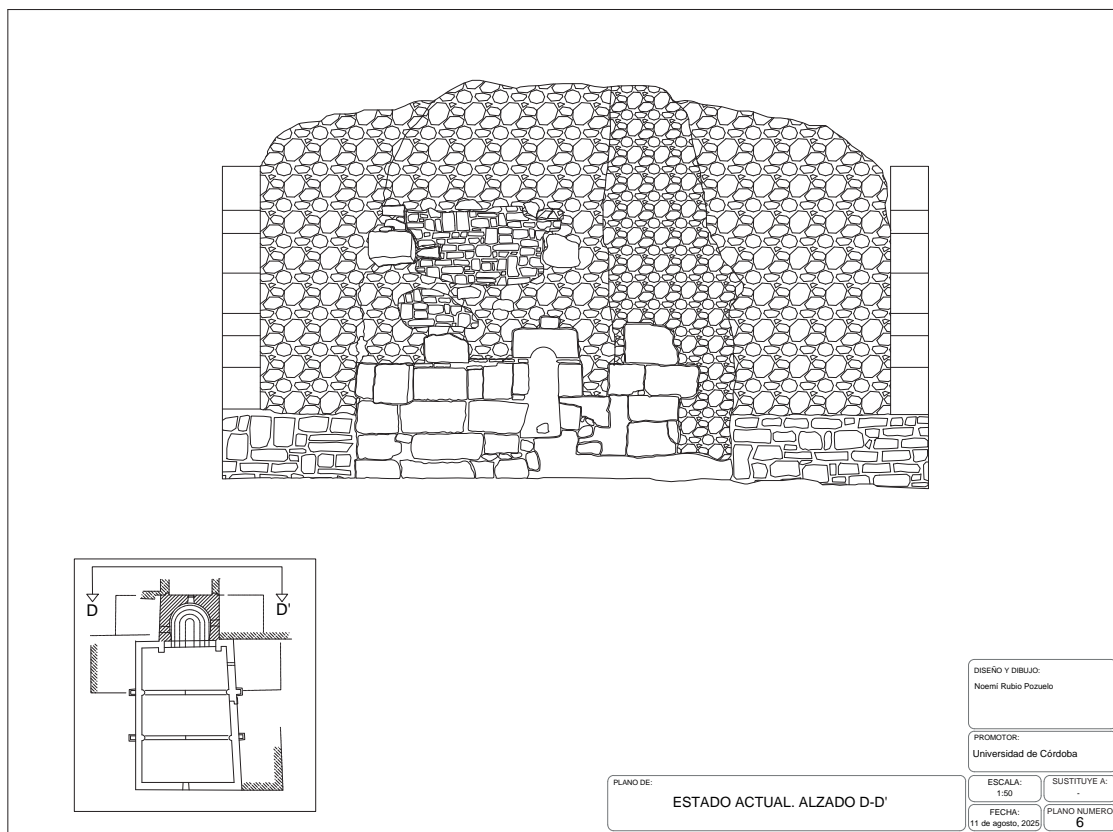 D
D'
DISEÑO Y DIBUJO:
Noemí Rubio Pozuelo
PROMOTOR:
Universidad de Córdoba
PLANO DE:
ESTADO ACTUAL. ALZADO D-D'
ESCALA:
1:50
SUSTITUYE A:
-
FECHA:
11 de agosto, 2025
PLANO NUMERO
6